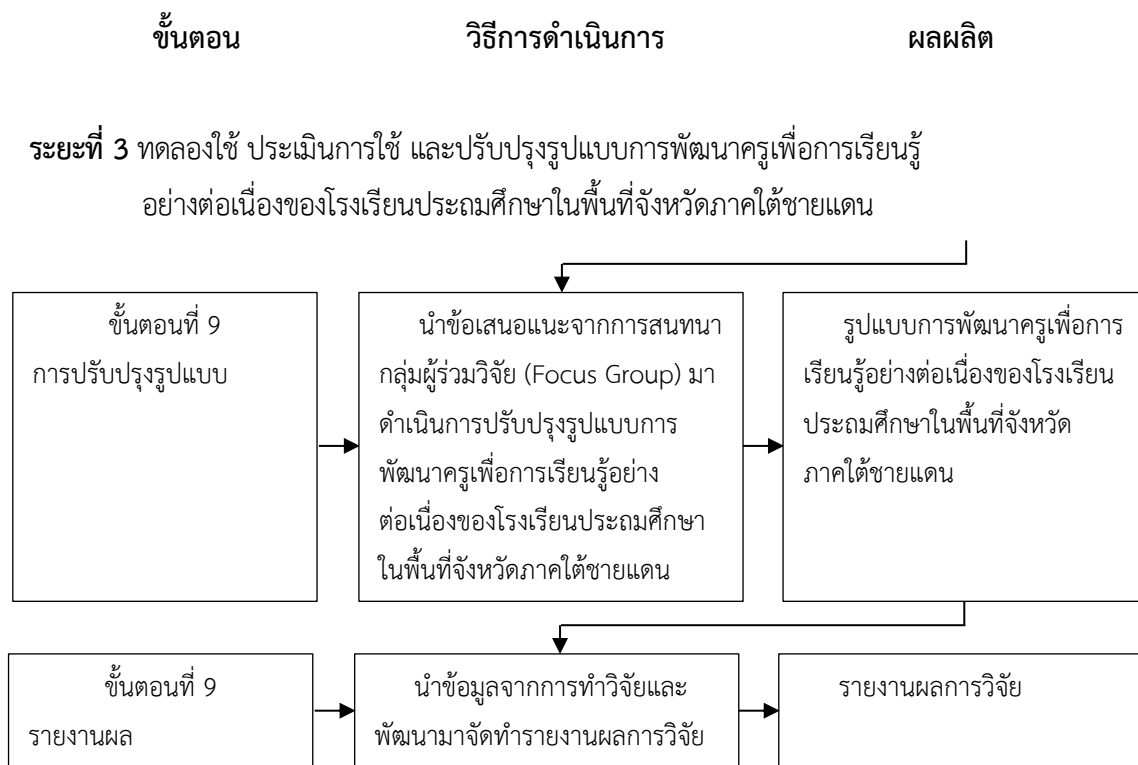 ขั้นตอน วิธีการดำเนินการ ผลผลิต
ระยะที่ 3 ทดลองใช้ ประเมินการใช้ และปรับปรุงรูปแบบการพัฒนาครูเพื่อการเรียนรู้
อย่างต่อเนื่องของโรงเรียนประถมศึกษาในพื้นที่จังหวัดภาคใต้ชายแดน
ขั้นตอนที่ 9
การปรับปรุงรูปแบบ
นำข้อเสนอแนะจากการสนทนา
กลุ่มผู้ร่วมวิจัย (Focus Group) มา
ดำเนินการปรับปรุงรูปแบบการ
พัฒนาครูเพื่อการเรียนรู้อย่าง
ต่อเนื่องของโรงเรียนประถมศึกษา
ในพื้นที่จังหวัดภาคใต้ชายแดน
รูปแบบการพัฒนาครูเพื่อการ
เรียนรู้อย่างต่อเนื่องของโรงเรียน
ประถมศึกษาในพื้นที่จังหวัด
ภาคใต้ชายแดน
ขั้นตอนที่ 9
รายงานผล
นำข้อมูลจากการทำวิจัยและ
พัฒนามาจัดทำรายงานผลการวิจัย
รายงานผลการวิจัย